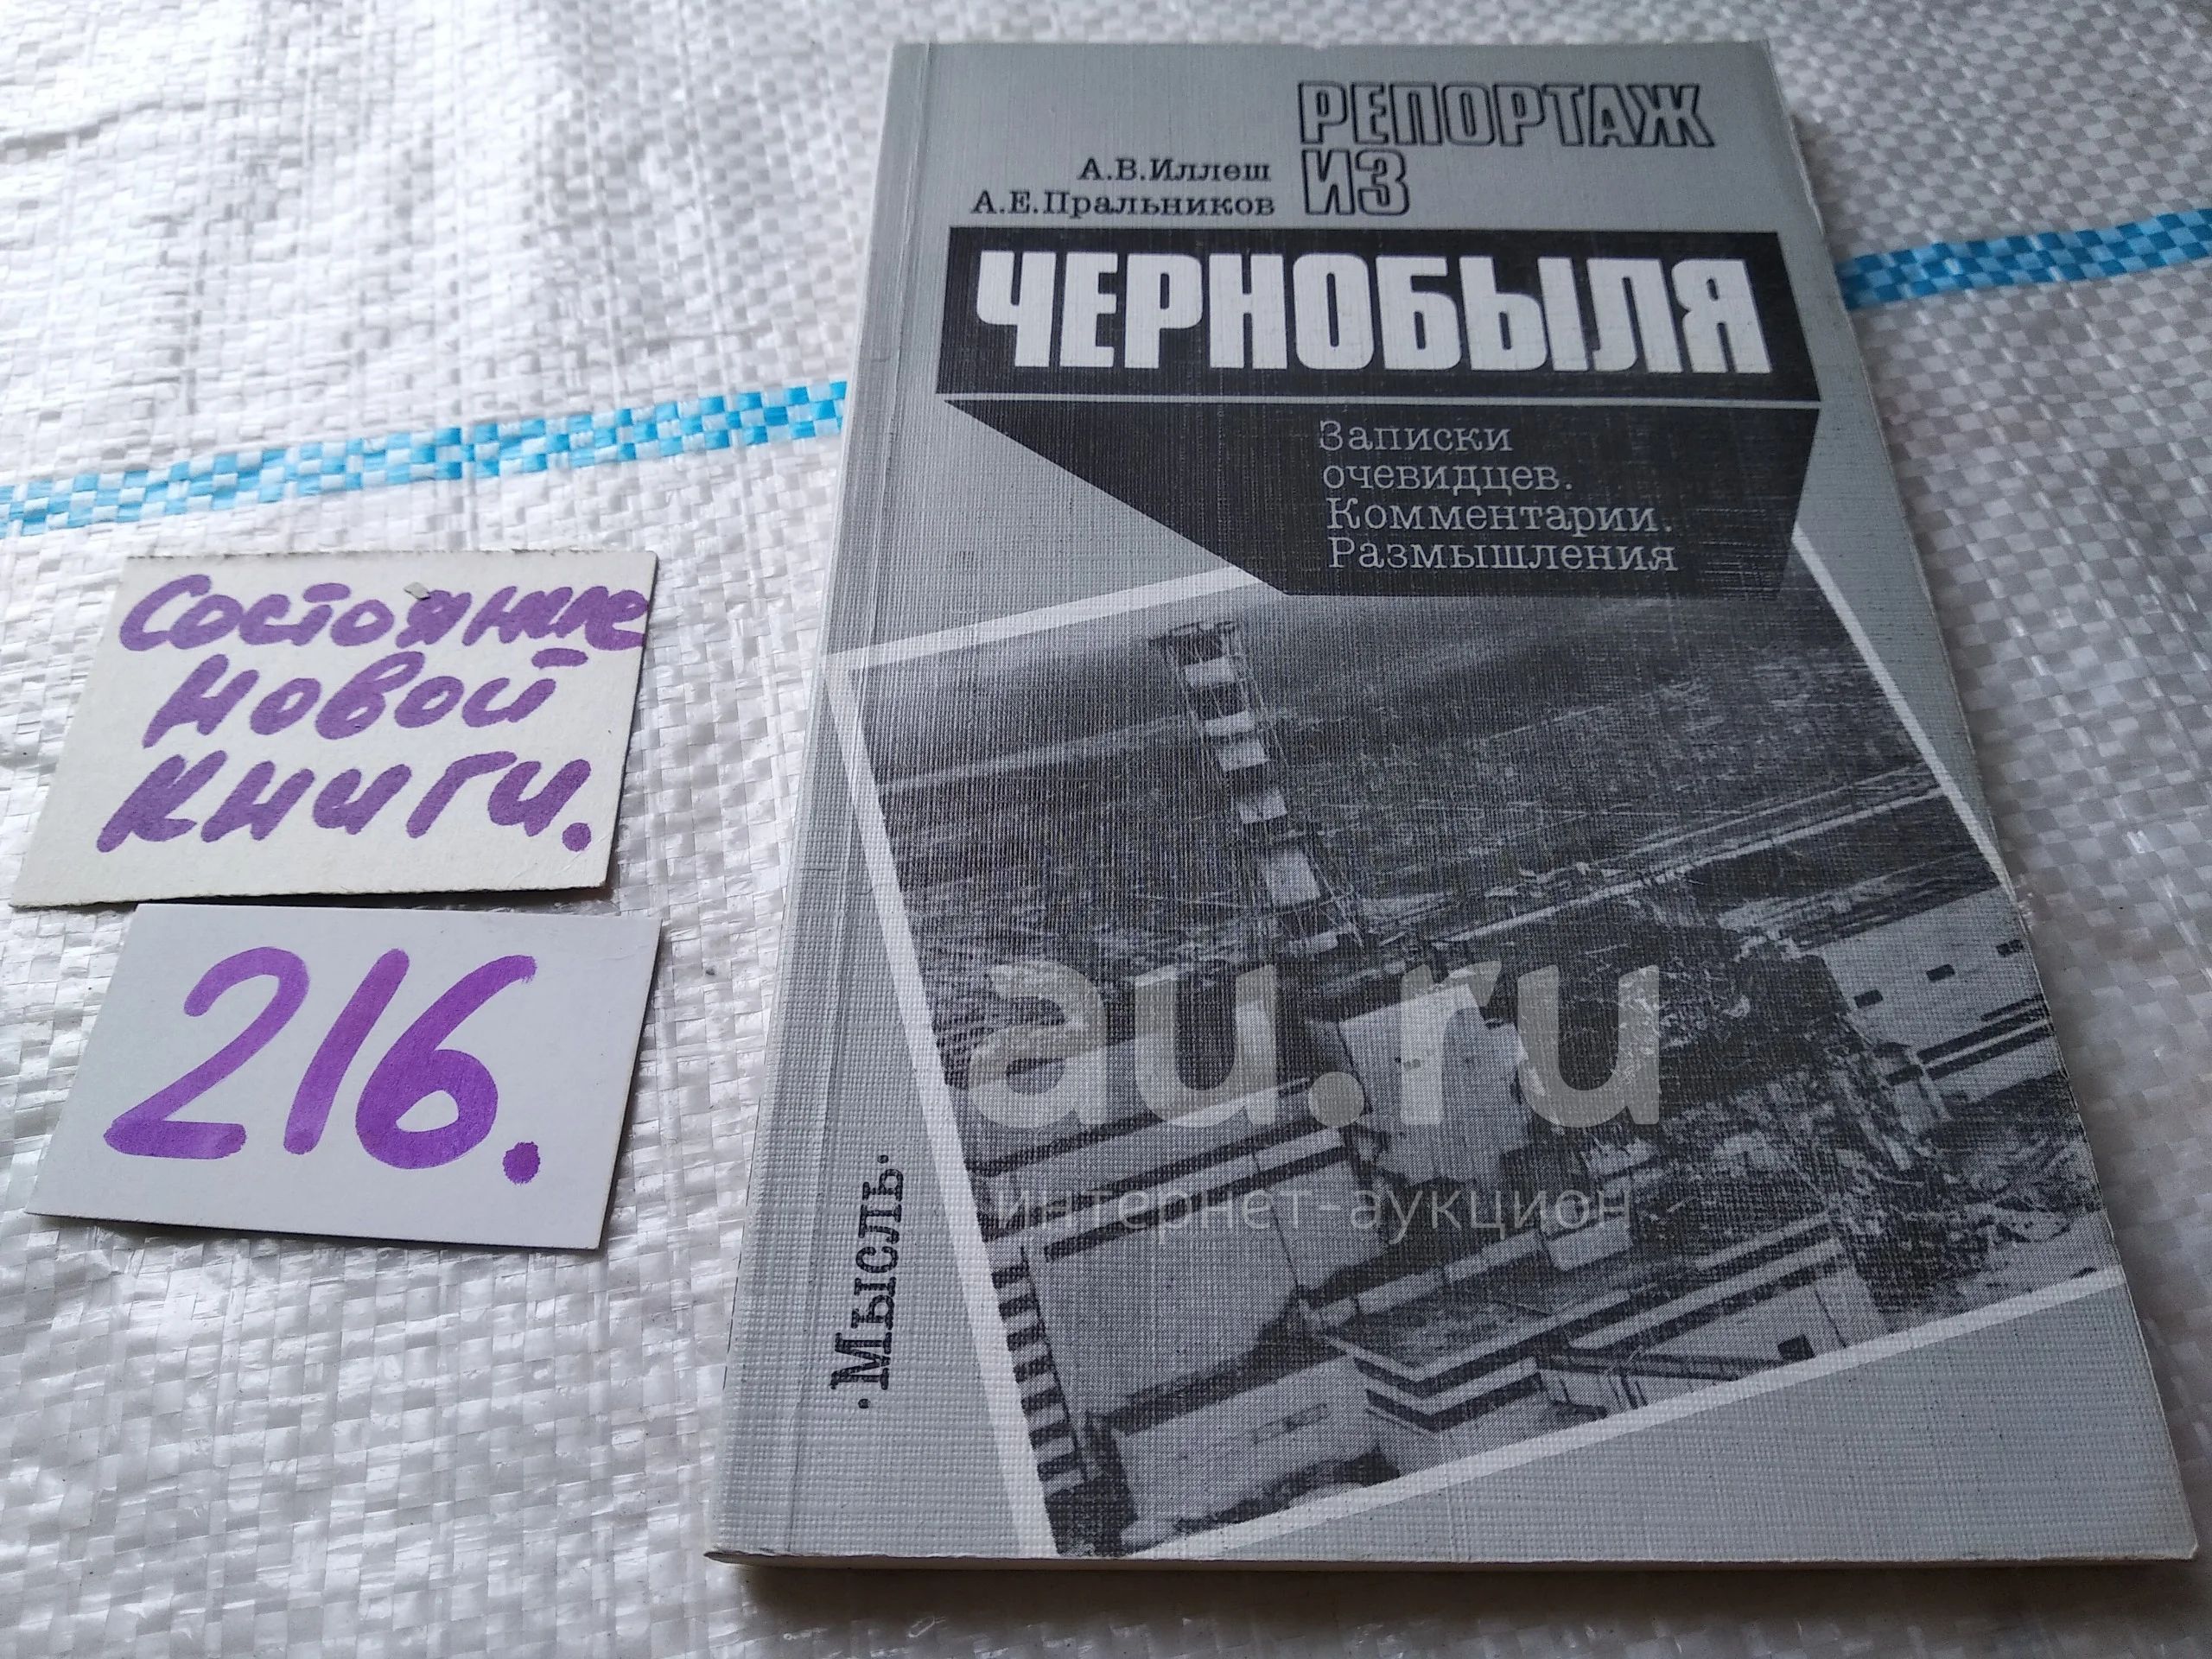 Состояние
новой
книги.
216.
РЕПОРТАЖ
ИЗ
А.В.Иллеш
А.Е.Пральников
ЧЕРНОБЫЛЯ
Записки
очевидцев.
Комментарии.
Размышления
·Мысль·
au.ru
интернет-аукцион